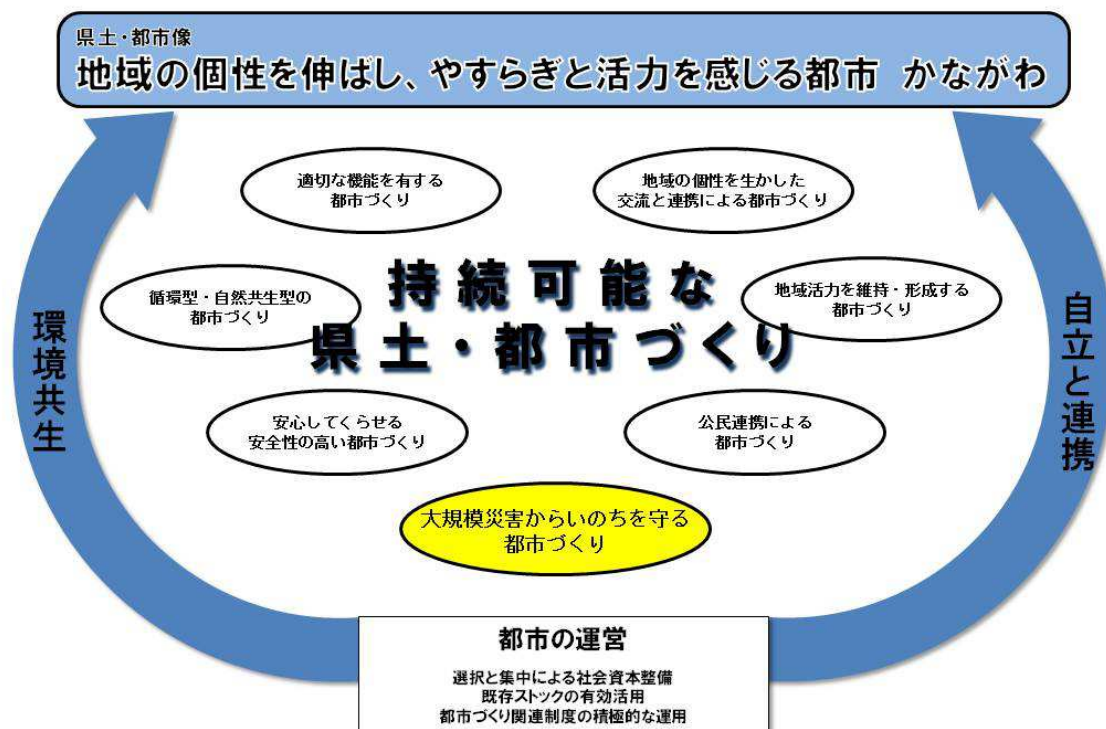 県土・都市像
地域の個性を伸ばし、やすらぎと活力を感じる都市 かながわ
適切な機能を有する
都市づくり
地域の個性を生かした
交流と連携による都市づくり
持続可能な
県土・都市づくり
循環型・自然共生型の
都市づくり
地域活力を維持・形成する
都市づくり
環境共生
自立と連携
安心してくらせる
安全性の高い都市づくり
公民連携による
都市づくり
大規模災害からいのちを守る
都市づくり
都市の運営
選択と集中による社会資本整備
既存ストックの有効活用
都市づくり関連制度の積極的な運用